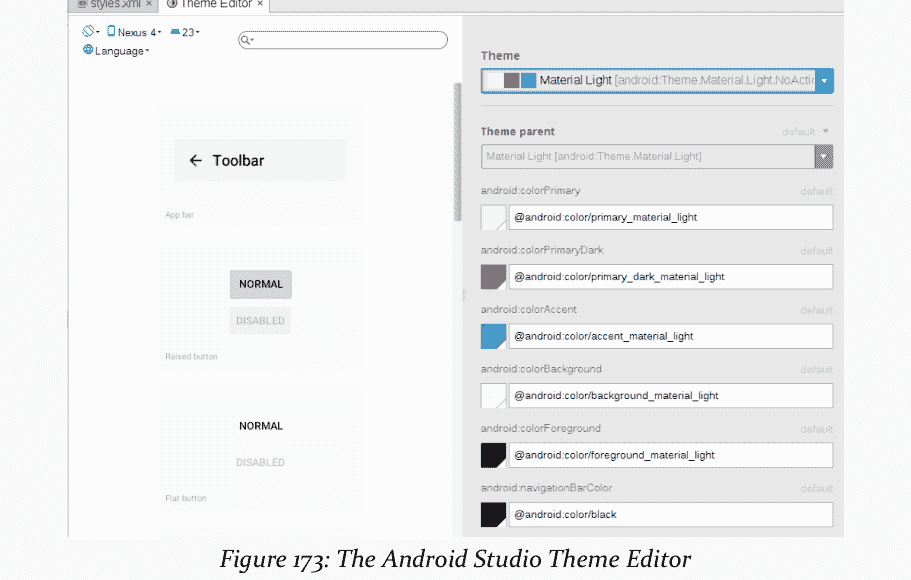 styles.xml × Theme Editor ×
Nexus 4 23
Language
Toolbar
App bar
NORMAL
DISABLED
Raised button
NORMAL
DISABLED
Flat button
Theme
Material Light [android:Theme.Material.Light.NoActi
Theme parent default
Material Light [android:Theme.Material.Light]
android:colorPrimary default
@android:color/primary_material_light
android:colorPrimaryDark default
@android:color/primary_dark_material_light
android:colorAccent default
@android:color/accent_material_light
android:colorBackground default
@android:color/background_material_light
android:colorForeground default
@android:color/foreground_material_light
android:navigationBarColor default
@android:color/black
Figure 173: The Android Studio Theme Editor